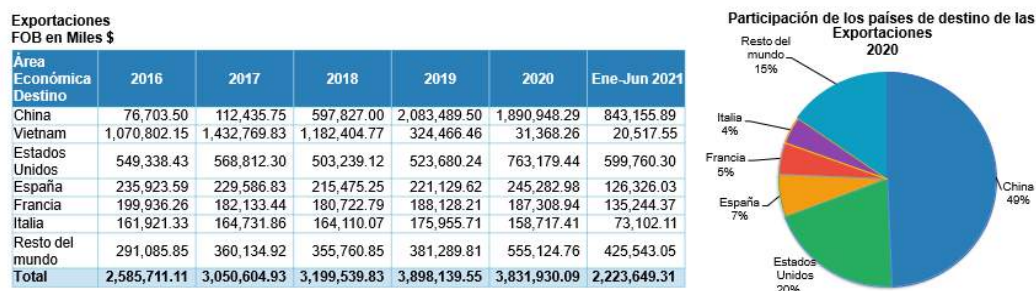 Exportaciones
FOB en Miles $
Área Económica Destino 2016 2017 2018 2019 2020 Ene-Jun 2021
China 76,703.50 112,435.75 597,827.00 2,083,489.50 1,890,948.29 843,155.89
Vietnam 1,070,802.15 1,432,769.83 1,182,404.77 324,466.46 31,368.26 20,517.55
Estados Unidos 549,338.43 568,812.30 503,239.12 523,680.24 763,179.44 599,760.30
España 235,923.59 229,586.83 215,475.25 221,129.62 245,282.98 126,326.03
Francia 199,936.26 182,133.44 180,722.79 188,128.21 187,308.94 135,244.37
Italia 161,921.33 164,731.86 164,110.07 175,955.71 158,717.41 73,102.11
Resto del mundo 291,085.85 360,134.92 355,760.85 381,289.81 555,124.76 425,543.05
Total 2,585,711.11 3,050,604.93 3,199,539.83 3,898,139.55 3,831,930.09 2,223,649.31
Participación de los países de destino de las
Exportaciones
2020
Resto del
mundo
15%
Italia
4%
Francia
5%
España
7%
Estados
Unidos
20%
China
49%